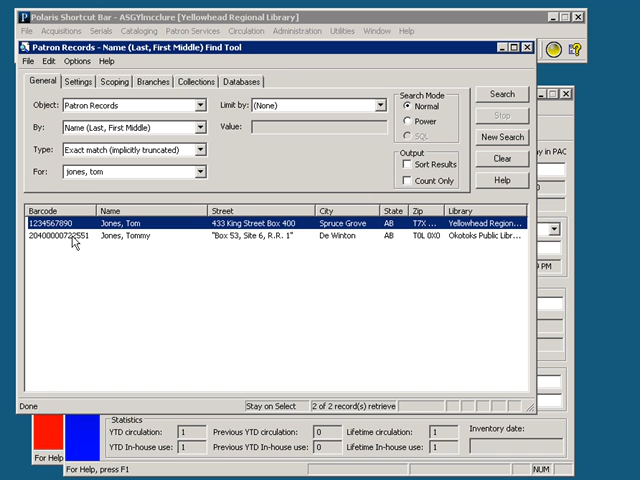 Polaris Shortcut Bar - ASGYlmcclure [Yellowhead Regional Library]
File Acquisitions Serials Cataloging Patron Services Circulation Administration Utilities Window Help
Patron Records - Name (Last, First Middle) Find Tool
File Edit Options Help
General Settings Scoping Branches Collections Databases
Object: Patron Records Limit by: (None)
By: Name (Last, First Middle) Value:
Type: Exact match (implicitly truncated)
For: jones, tom
Search Mode
Normal
Power
SQL
Output
Sort Results
Count Only
Search
Stop
New Search
Clear
Help
ay in PAC
Barcode Name Street City State Zip Library
1234567890 Jones, Tom 433 King Street Box 400 Spruce Grove AB T7X ... Yellowhead Region...
Jones, Tommy "Box 53, Site 6, R.R. 1" De Winton AB T0L 0X0 Okotoks Public Libr...
9 PM
Done Stay on Select 2 of 2 record(s) retrieve
Statistics
YTD circulation: 1 Previous YTD circulation: 0 Lifetime circulation: 1 Inventory date:
YTD In-house use: 1 Previous YTD In-house use: 0 Lifetime In-house use: 1
For Help
For Help, press F1 NUM